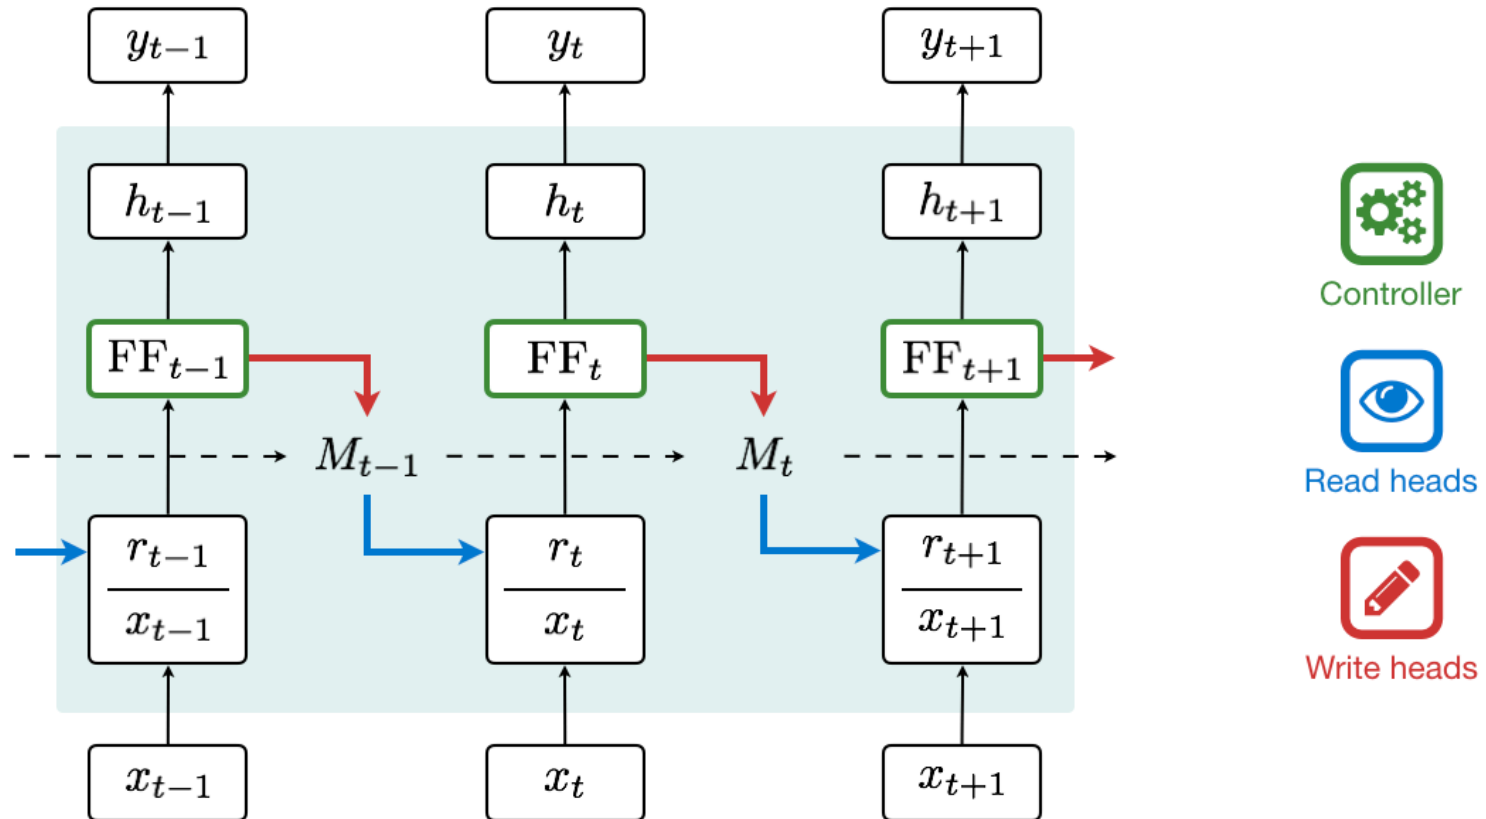 y_{t-1} y_t y_{t+1}
h_{t-1} h_t h_{t+1}
Controller
FF_{t-1} FF_t FF_{t+1}
M_{t-1} M_t
Read heads
r_{t-1} r_t r_{t+1}
x_{t-1} x_t x_{t+1}
Write heads
x_{t-1} x_t x_{t+1}